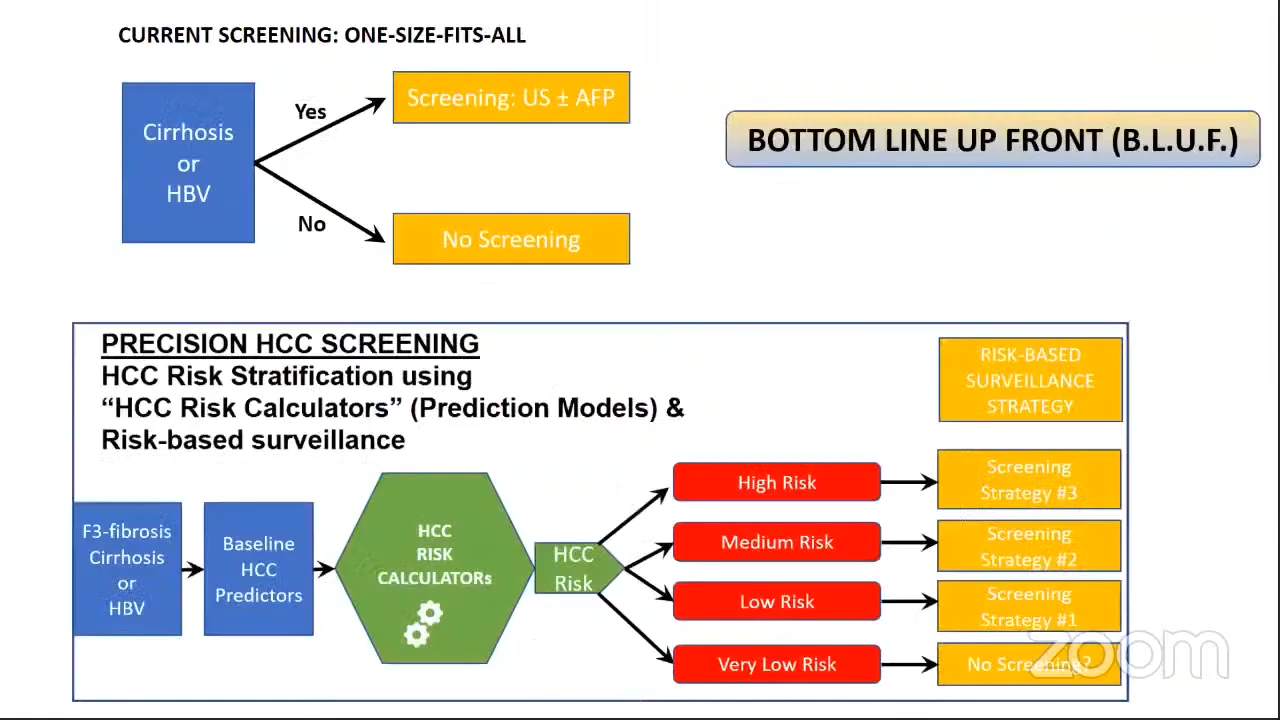 CURRENT SCREENING: ONE-SIZE-FITS-ALL
Cirrhosis
or
HBV
Yes
No
Screening: US ± AFP
No Screening
BOTTOM LINE UP FRONT (B.L.U.F.)
PRECISION HCC SCREENING
HCC Risk Stratification using
“HCC Risk Calculators” (Prediction Models) &
Risk-based surveillance
RISK-BASED
SURVEILLANCE
STRATEGY
F3-fibrosis
Cirrhosis
or
HBV
Baseline
HCC
Predictors
HCC
RISK
CALCULATORs
HCC
Risk
High Risk
Screening
Strategy #3
Medium Risk
Screening
Strategy #2
Low Risk
Screening
Strategy #1
Very Low Risk
No Screening?
zoom